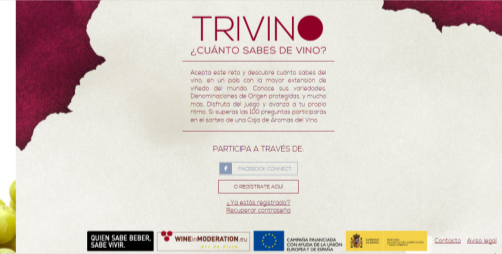 TRIVINO
¿CUÁNTO SABES DE VINO?
Acepta este reto y descubre cuánto sabes del
vino, en un país con la mayor extensión de
viñedo del mundo. Conoce sus variedades,
Denominaciones de Origen protegidas, y mucho
más. Disfruta del juego y avanza a tu propio
ritmo. Si superas las 100 preguntas participarás
en el sorteo de una Caja de Aromas del Vino
PARTICIPA A TRAVÉS DE:
f FACEBOOK CONNECT
O REGÍSTRATE AQUÍ
¿Ya estás registrado?
Recuperar contraseña
QUIEN SABE BEBER,
SABE VIVIR.
WINEinMODERATION.eu
CAMPAÑA FINANCIADA
CON AYUDA DE LA UNIÓN
EUROPEA Y DE ESPAÑA
Contacto Aviso legal